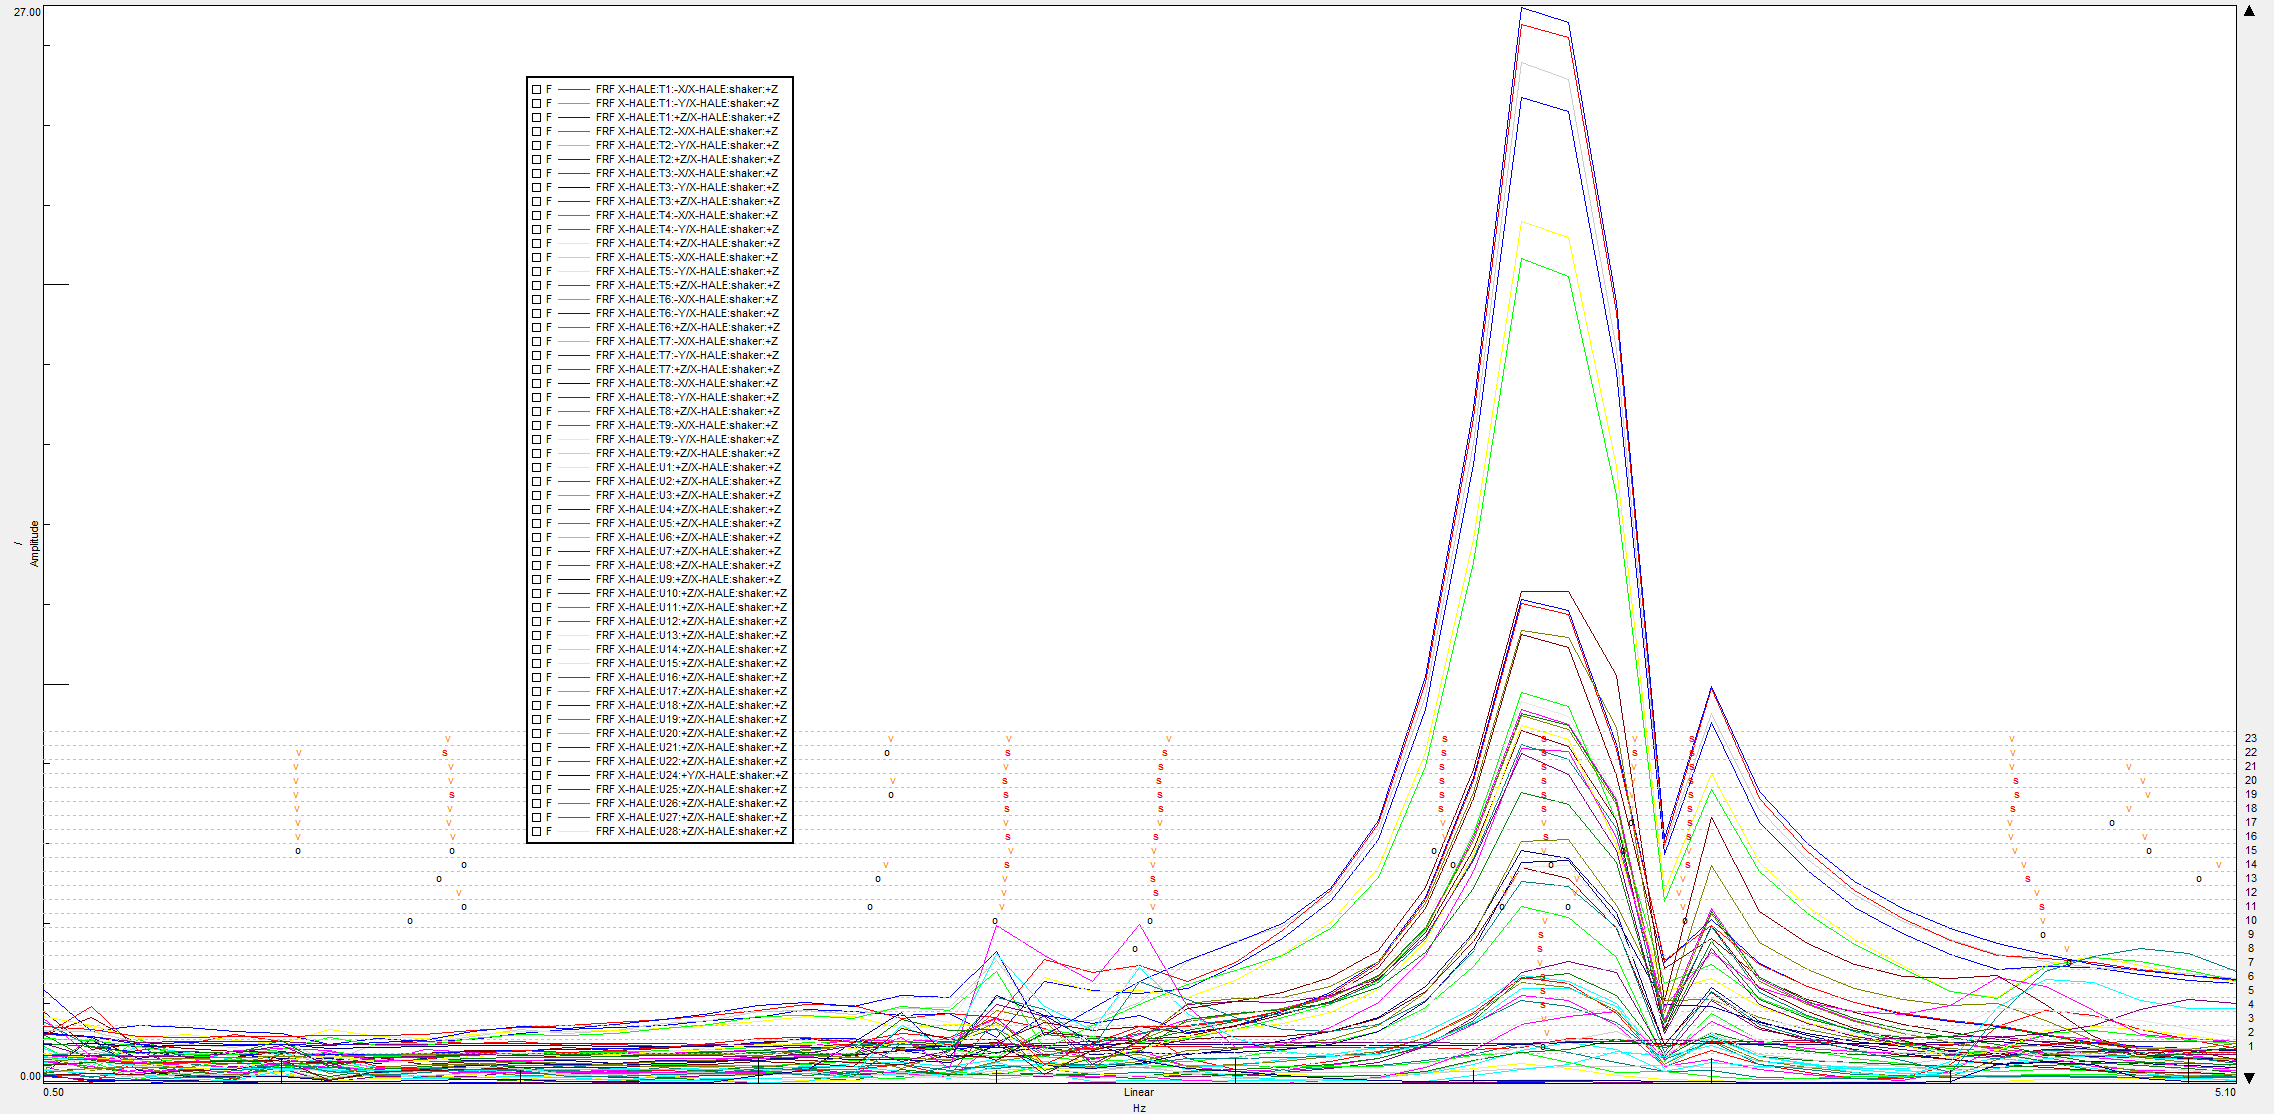 27.00
F FRF X-HALE:T1:-X/X-HALE:shaker:+Z
F FRF X-HALE:T1:-Y/X-HALE:shaker:+Z
F FRF X-HALE:T1:+Z/X-HALE:shaker:+Z
F FRF X-HALE:T2:-X/X-HALE:shaker:+Z
F FRF X-HALE:T2:-Y/X-HALE:shaker:+Z
F FRF X-HALE:T2:+Z/X-HALE:shaker:+Z
F FRF X-HALE:T3:-X/X-HALE:shaker:+Z
F FRF X-HALE:T3:-Y/X-HALE:shaker:+Z
F FRF X-HALE:T3:+Z/X-HALE:shaker:+Z
F FRF X-HALE:T4:-X/X-HALE:shaker:+Z
F FRF X-HALE:T4:-Y/X-HALE:shaker:+Z
F FRF X-HALE:T4:+Z/X-HALE:shaker:+Z
F FRF X-HALE:T5:-X/X-HALE:shaker:+Z
F FRF X-HALE:T5:-Y/X-HALE:shaker:+Z
F FRF X-HALE:T5:+Z/X-HALE:shaker:+Z
F FRF X-HALE:T6:-X/X-HALE:shaker:+Z
F FRF X-HALE:T6:-Y/X-HALE:shaker:+Z
F FRF X-HALE:T6:+Z/X-HALE:shaker:+Z
F FRF X-HALE:T7:-X/X-HALE:shaker:+Z
F FRF X-HALE:T7:-Y/X-HALE:shaker:+Z
F FRF X-HALE:T7:+Z/X-HALE:shaker:+Z
F FRF X-HALE:T8:-X/X-HALE:shaker:+Z
F FRF X-HALE:T8:-Y/X-HALE:shaker:+Z
F FRF X-HALE:T8:+Z/X-HALE:shaker:+Z
F FRF X-HALE:T9:-X/X-HALE:shaker:+Z
F FRF X-HALE:T9:-Y/X-HALE:shaker:+Z
F FRF X-HALE:T9:+Z/X-HALE:shaker:+Z
F FRF X-HALE:U1:+Z/X-HALE:shaker:+Z
F FRF X-HALE:U2:+Z/X-HALE:shaker:+Z
F FRF X-HALE:U3:+Z/X-HALE:shaker:+Z
F FRF X-HALE:U4:+Z/X-HALE:shaker:+Z
F FRF X-HALE:U5:+Z/X-HALE:shaker:+Z
F FRF X-HALE:U6:+Z/X-HALE:shaker:+Z
F FRF X-HALE:U7:+Z/X-HALE:shaker:+Z
F FRF X-HALE:U8:+Z/X-HALE:shaker:+Z
F FRF X-HALE:U9:+Z/X-HALE:shaker:+Z
F FRF X-HALE:U10:+Z/X-HALE:shaker:+Z
F FRF X-HALE:U11:+Z/X-HALE:shaker:+Z
F FRF X-HALE:U12:+Z/X-HALE:shaker:+Z
F FRF X-HALE:U13:+Z/X-HALE:shaker:+Z
F FRF X-HALE:U14:+Z/X-HALE:shaker:+Z
F FRF X-HALE:U15:+Z/X-HALE:shaker:+Z
F FRF X-HALE:U16:+Z/X-HALE:shaker:+Z
F FRF X-HALE:U17:+Z/X-HALE:shaker:+Z
F FRF X-HALE:U18:+Z/X-HALE:shaker:+Z
F FRF X-HALE:U19:+Z/X-HALE:shaker:+Z
F FRF X-HALE:U20:+Z/X-HALE:shaker:+Z
F FRF X-HALE:U21:+Z/X-HALE:shaker:+Z
F FRF X-HALE:U22:+Z/X-HALE:shaker:+Z
F FRF X-HALE:U24:+Y/X-HALE:shaker:+Z
F FRF X-HALE:U25:+Z/X-HALE:shaker:+Z
F FRF X-HALE:U26:+Z/X-HALE:shaker:+Z
F FRF X-HALE:U27:+Z/X-HALE:shaker:+Z
F FRF X-HALE:U28:+Z/X-HALE:shaker:+Z
/
Amplitude
23
22
21
20
19
18
17
16
15
14
13
12
11
10
9
8
7
6
5
4
3
2
1
0.00
0.50
Linear
5.10
Hz